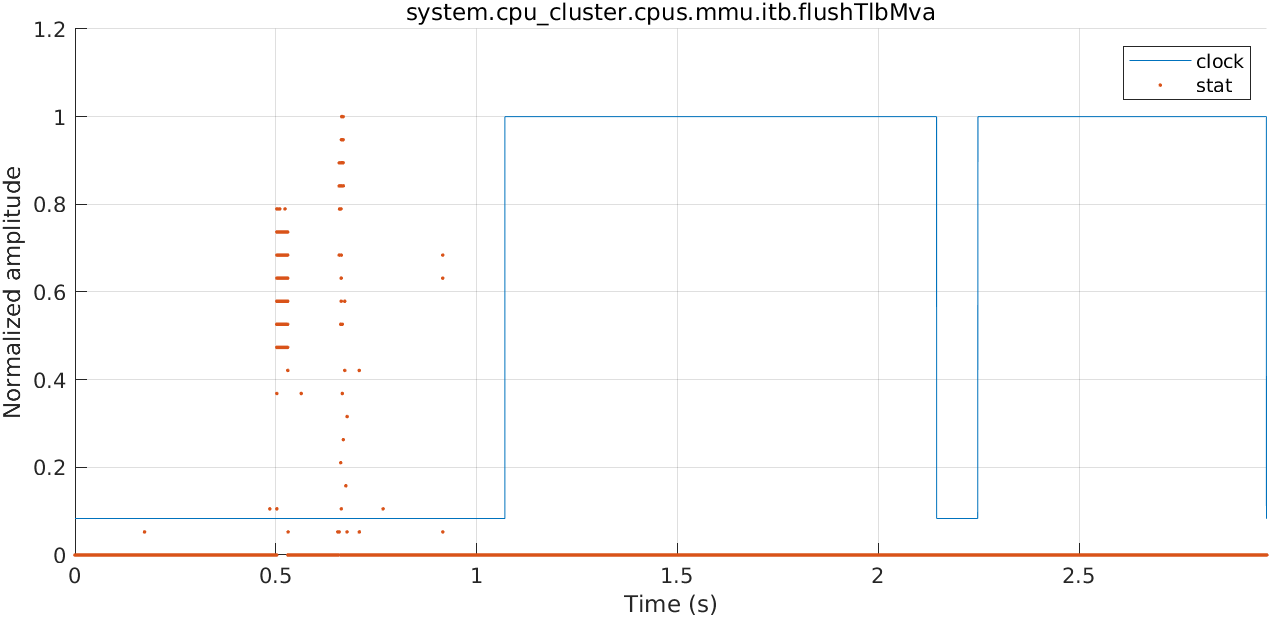 system.cpu_cluster.cpus.mmu.itb.flushTlbMva
1.2
1
0.8
0.6
0.4
0.2
0
Normalized amplitude
clock
stat
0 0.5 1 1.5 2 2.5
Time (s)